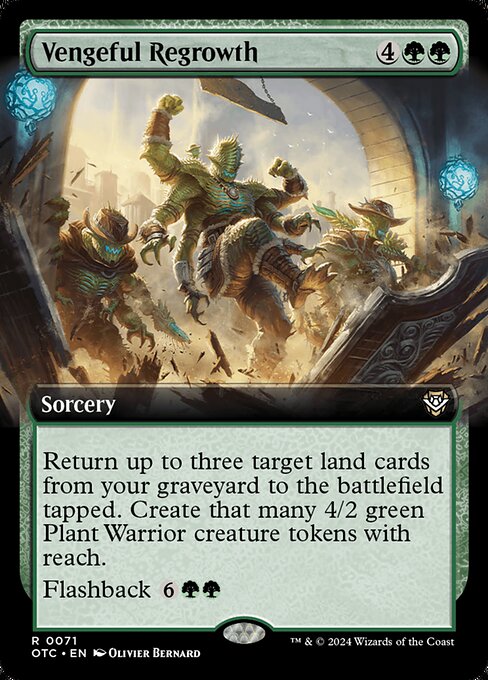 Vengeful Regrowth 4
Sorcery
Return up to three target land cards
from your graveyard to the battlefield
tapped. Create that many 4/2 green
Plant Warrior creature tokens with
reach.
Flashback 6
R 0071
OTC • EN Olivier Bernard
™ & © 2024 Wizards of the Coast